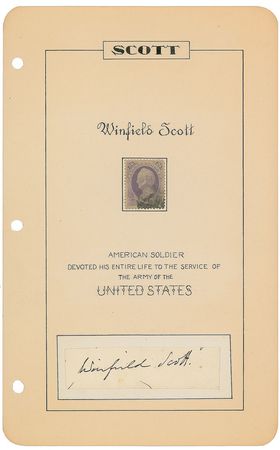 SCOTT
Winfield Scott
AMERICAN SOLDIER
DEVOTED HIS ENTIRE LIFE TO THE SERVICE OF
THE ARMY OF THE
UNITED STATES
Winfield Scott.